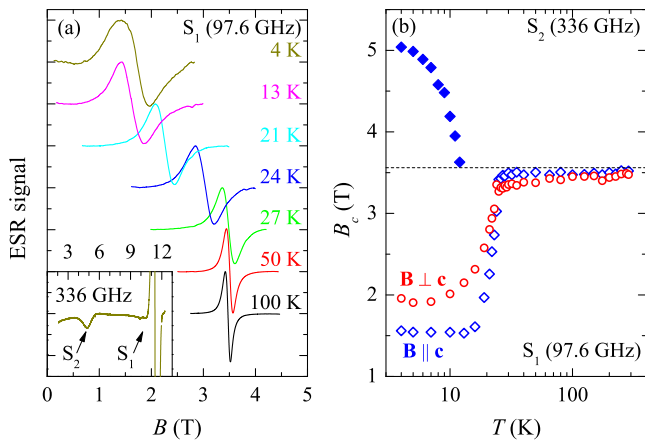 (a)
S₁ (97.6 GHz)
4 K
13 K
21 K
24 K
27 K
50 K
100 K
ESR signal
3 6 9 12
336 GHz
S₂
S₁
0 1 2 3 4 5
B (T)
(b)
S₂ (336 GHz)
5
4
3
2
1
B_c (T)
B ⊥ c
B || c
S₁ (97.6 GHz)
10 100
T (K)